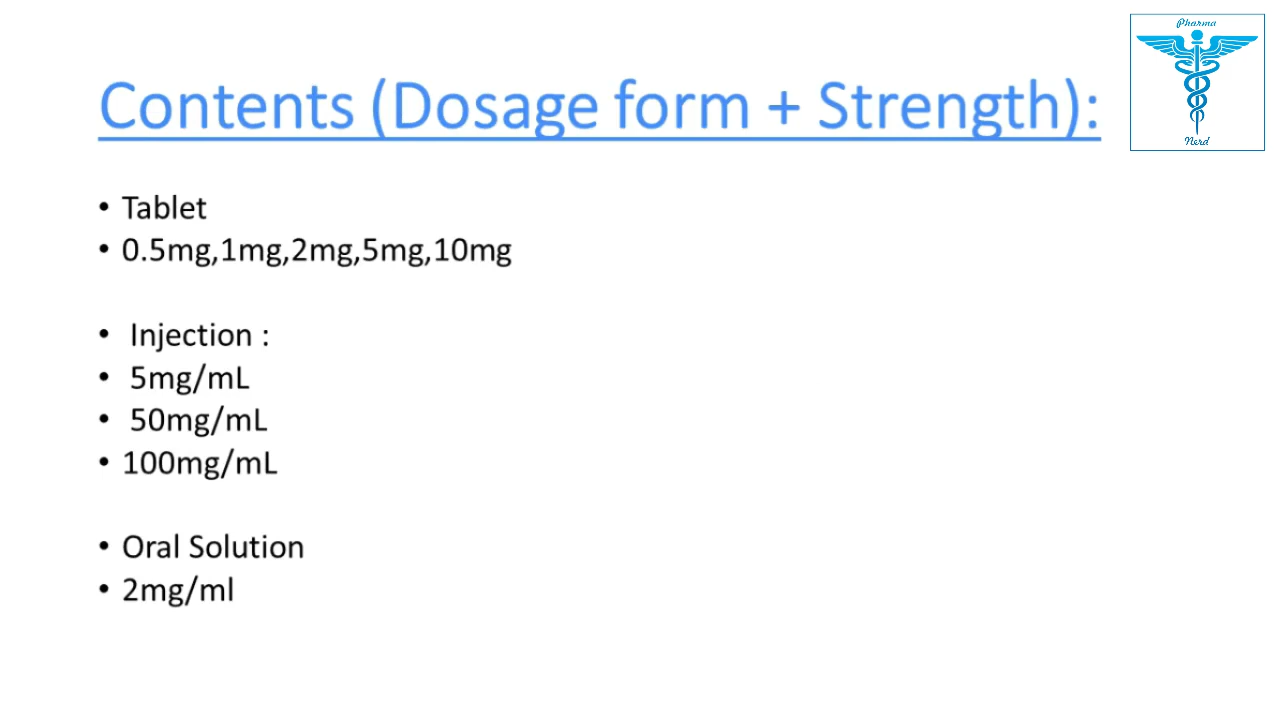 Pharma
Contents (Dosage form + Strength):
Nerd
• Tablet
• 0.5mg,1mg,2mg,5mg,10mg
• Injection :
• 5mg/mL
• 50mg/mL
• 100mg/mL
• Oral Solution
• 2mg/ml